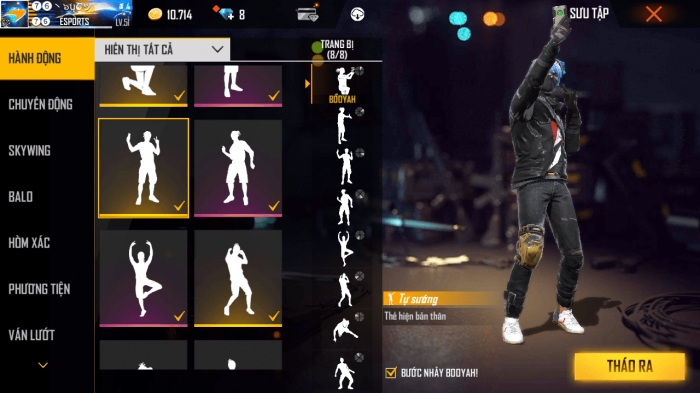 ESPORTS
LV.51
10.714
8
SƯU TẬP
HÀNH ĐỘNG
CHUYÊN ĐỘNG
SKYWING
BALO
HÒM XÁC
PHƯƠNG TIỆN
VÁN LƯỚT
HIỂN THỊ TẤT CẢ
TRANG BỊ
(8/8)
BOOYAH
Tự sướng
Thể hiện bản thân
BƯỚC NHẢY BOOYAH!
THÁO RA